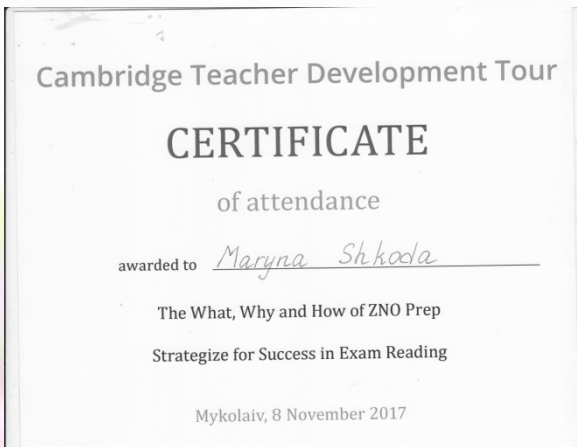 Cambridge Teacher Development Tour
CERTIFICATE
of attendance
awarded to Maryna Shkoda
The What, Why and How of ZNO Prep
Strategize for Success in Exam Reading
Mykolaiv, 8 November 2017